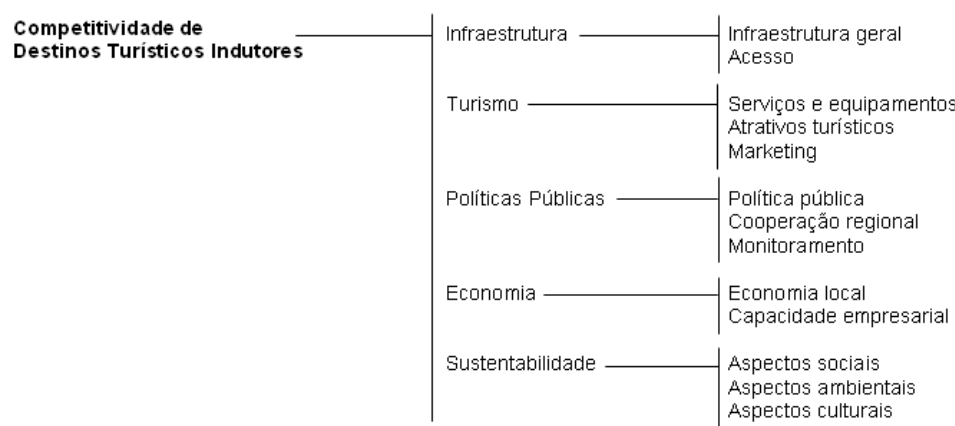 Competitividade de
Destinos Turísticos Indutores
Infraestrutura
Infraestrutura geral
Acesso
Turismo
Serviços e equipamentos
Atrativos turísticos
Marketing
Políticas Públicas
Política pública
Cooperação regional
Monitoramento
Economia
Economia local
Capacidade empresarial
Sustentabilidade
Aspectos sociais
Aspectos ambientais
Aspectos culturais